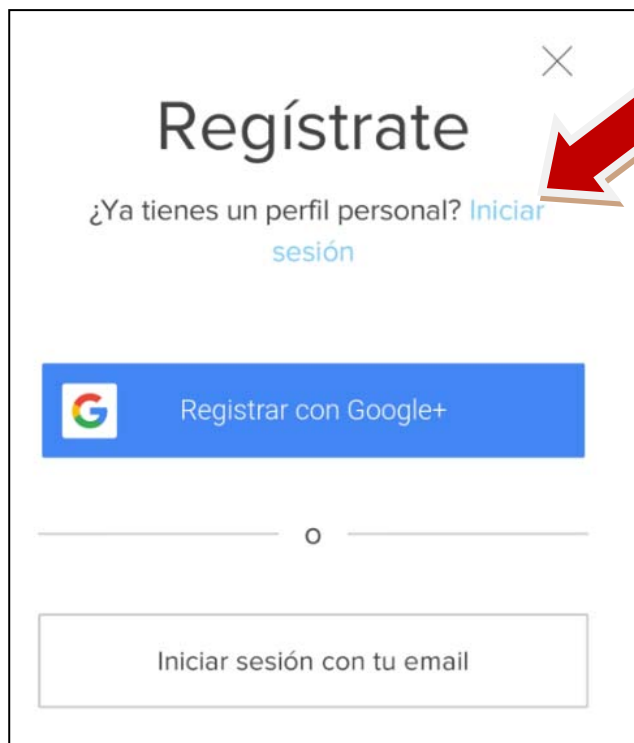 Regístrate
¿Ya tienes un perfil personal? Iniciar
sesión
G
Registrar con Google+
o
Iniciar sesión con tu email